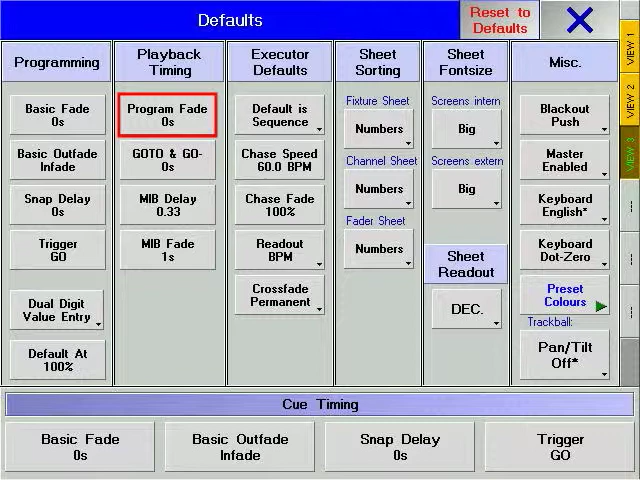 Defaults
Reset to
Defaults
VIEW 1
VIEW 2
VIEW 3
Programming
Basic Fade
0s
Basic Outfade
Infade
Snap Delay
0s
Trigger
GO
Dual Digit
Value Entry
Default At
100%
Playback
Timing
Program Fade
0s
GOTO & GO-
0s
MIB Delay
0.33
MIB Fade
1s
Executor
Defaults
Default is
Sequence
Chase Speed
60.0 BPM
Chase Fade
100%
Readout
BPM
Crossfade
Permanent
Sheet
Sorting
Fixture Sheet
Numbers
Channel Sheet
Numbers
Fader Sheet
Numbers
Sheet
Fontsize
Screens intern
Big
Screens extern
Big
Sheet
Readout
DEC.
Misc.
Blackout
Push
Master
Enabled
Keyboard
English*
Keyboard
Dot-Zero
Preset
Colours
Trackball:
Pan/Tilt
Off*
Cue Timing
Basic Fade
0s
Basic Outfade
Infade
Snap Delay
0s
Trigger
GO